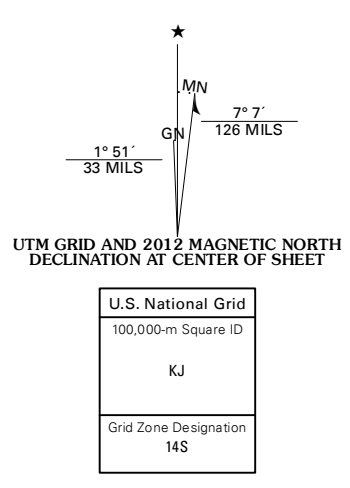 ★
MN
7° 7´
126 MILS
GN
1° 51´
33 MILS
UTM GRID AND 2012 MAGNETIC NORTH
DECLINATION AT CENTER OF SHEET
U.S. National Grid
100,000-m Square ID
KJ
Grid Zone Designation
14S